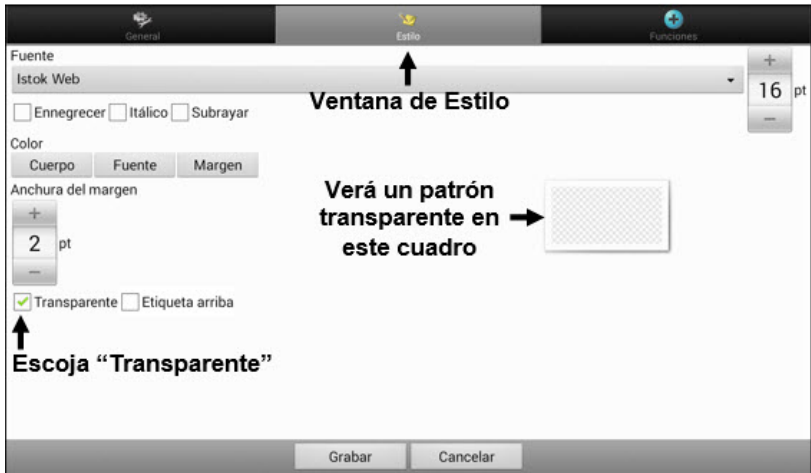 General
Estilo
Funciones
Fuente
Istok Web
+
16 pt
−
Ventana de Estilo
Ennegrecer Itálico Subrayar
Color
Cuerpo Fuente Margen
Anchura del margen
+
2 pt
−
Verá un patrón
transparente en
este cuadro
Transparente Etiqueta arriba
Escoja “Transparente”
Grabar Cancelar